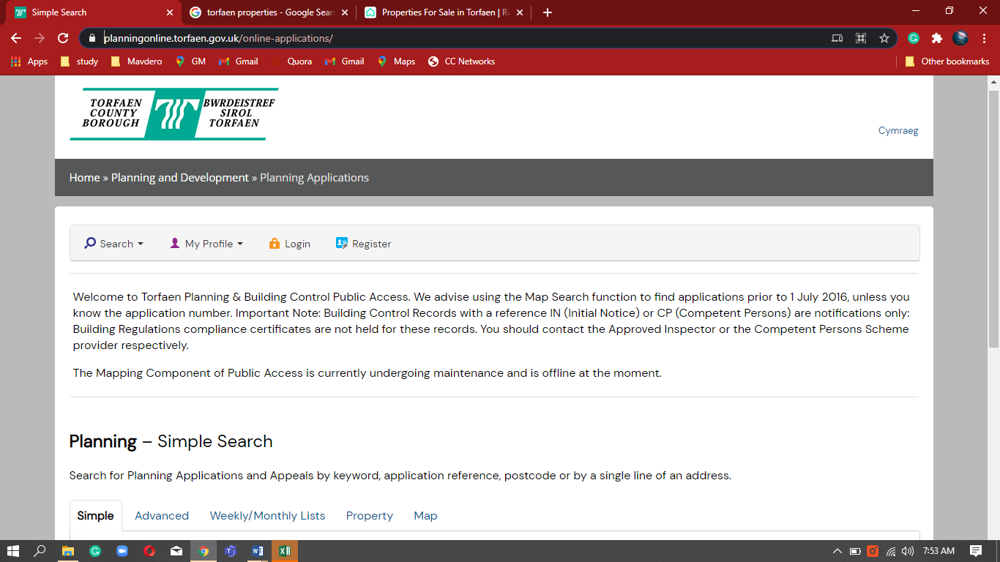 Simple Search
torfaen properties - Google Sear
Properties For Sale in Torfaen | Ri
planningonline.torfaen.gov.uk/online-applications/
Apps study Mavdero GM Gmail Quora Gmail Maps CC Networks Other bookmarks
TORFAEN COUNTY BOROUGH
BWRDEISTREF SIROL TORFAEN
Cymraeg
Home » Planning and Development » Planning Applications
Search My Profile Login Register
Welcome to Torfaen Planning & Building Control Public Access. We advise using the Map Search function to find applications prior to 1 July 2016, unless you
know the application number. Important Note: Building Control Records with a reference IN (Initial Notice) or CP (Competent Persons) are notifications only:
Building Regulations compliance certificates are not held for these records. You should contact the Approved Inspector or the Competent Persons Scheme
provider respectively.
The Mapping Component of Public Access is currently undergoing maintenance and is offline at the moment.
Planning – Simple Search
Search for Planning Applications and Appeals by keyword, application reference, postcode or by a single line of an address.
Simple Advanced Weekly/Monthly Lists Property Map
7:53 AM